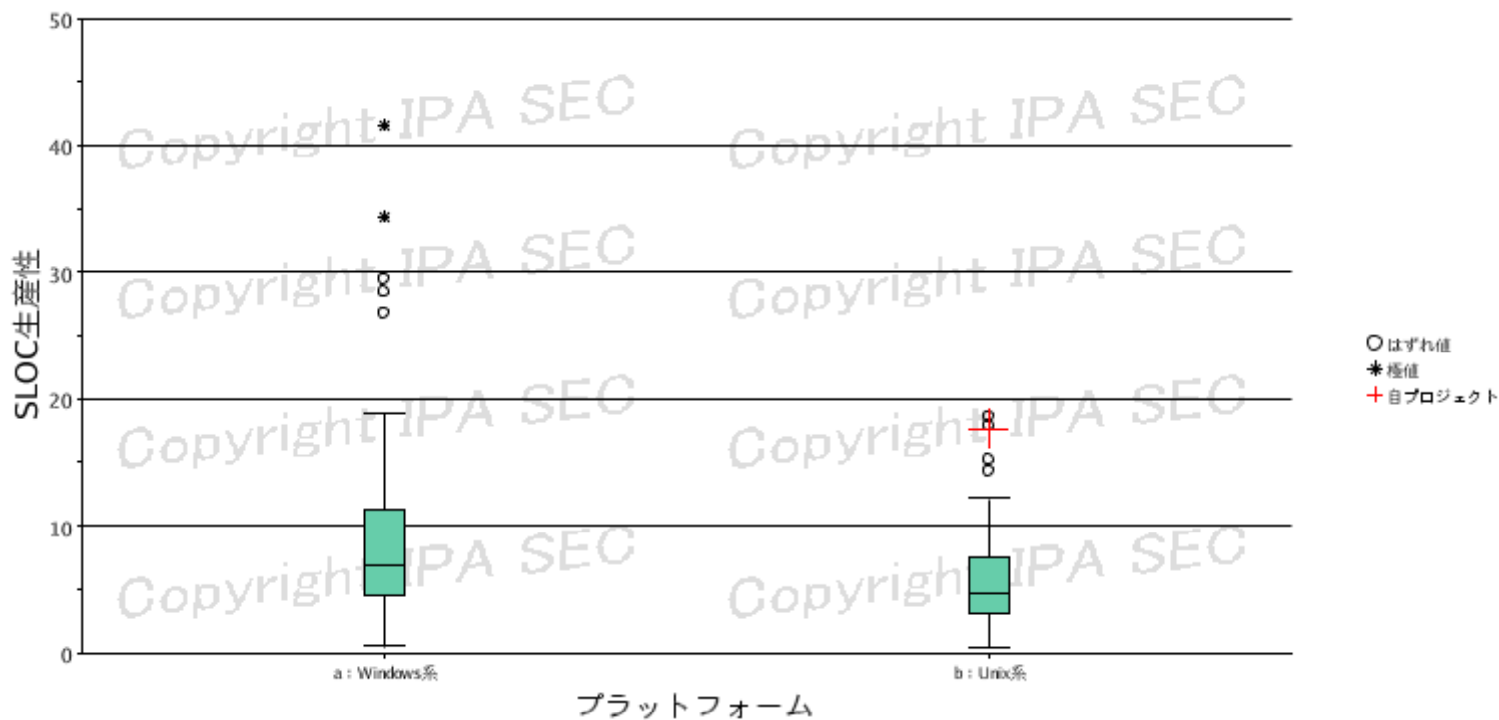 50
40
30
20
10
0
SLOC生産性
Copyright IPA SEC
Copyright IPA SEC
Copyright IPA SEC
Copyright IPA SEC
Copyright IPA SEC
Copyright IPA SEC
Copyright IPA SEC
Copyright IPA SEC
はずれ値
極値
自プロジェクト
a：Windows系
b：Unix系
プラットフォーム